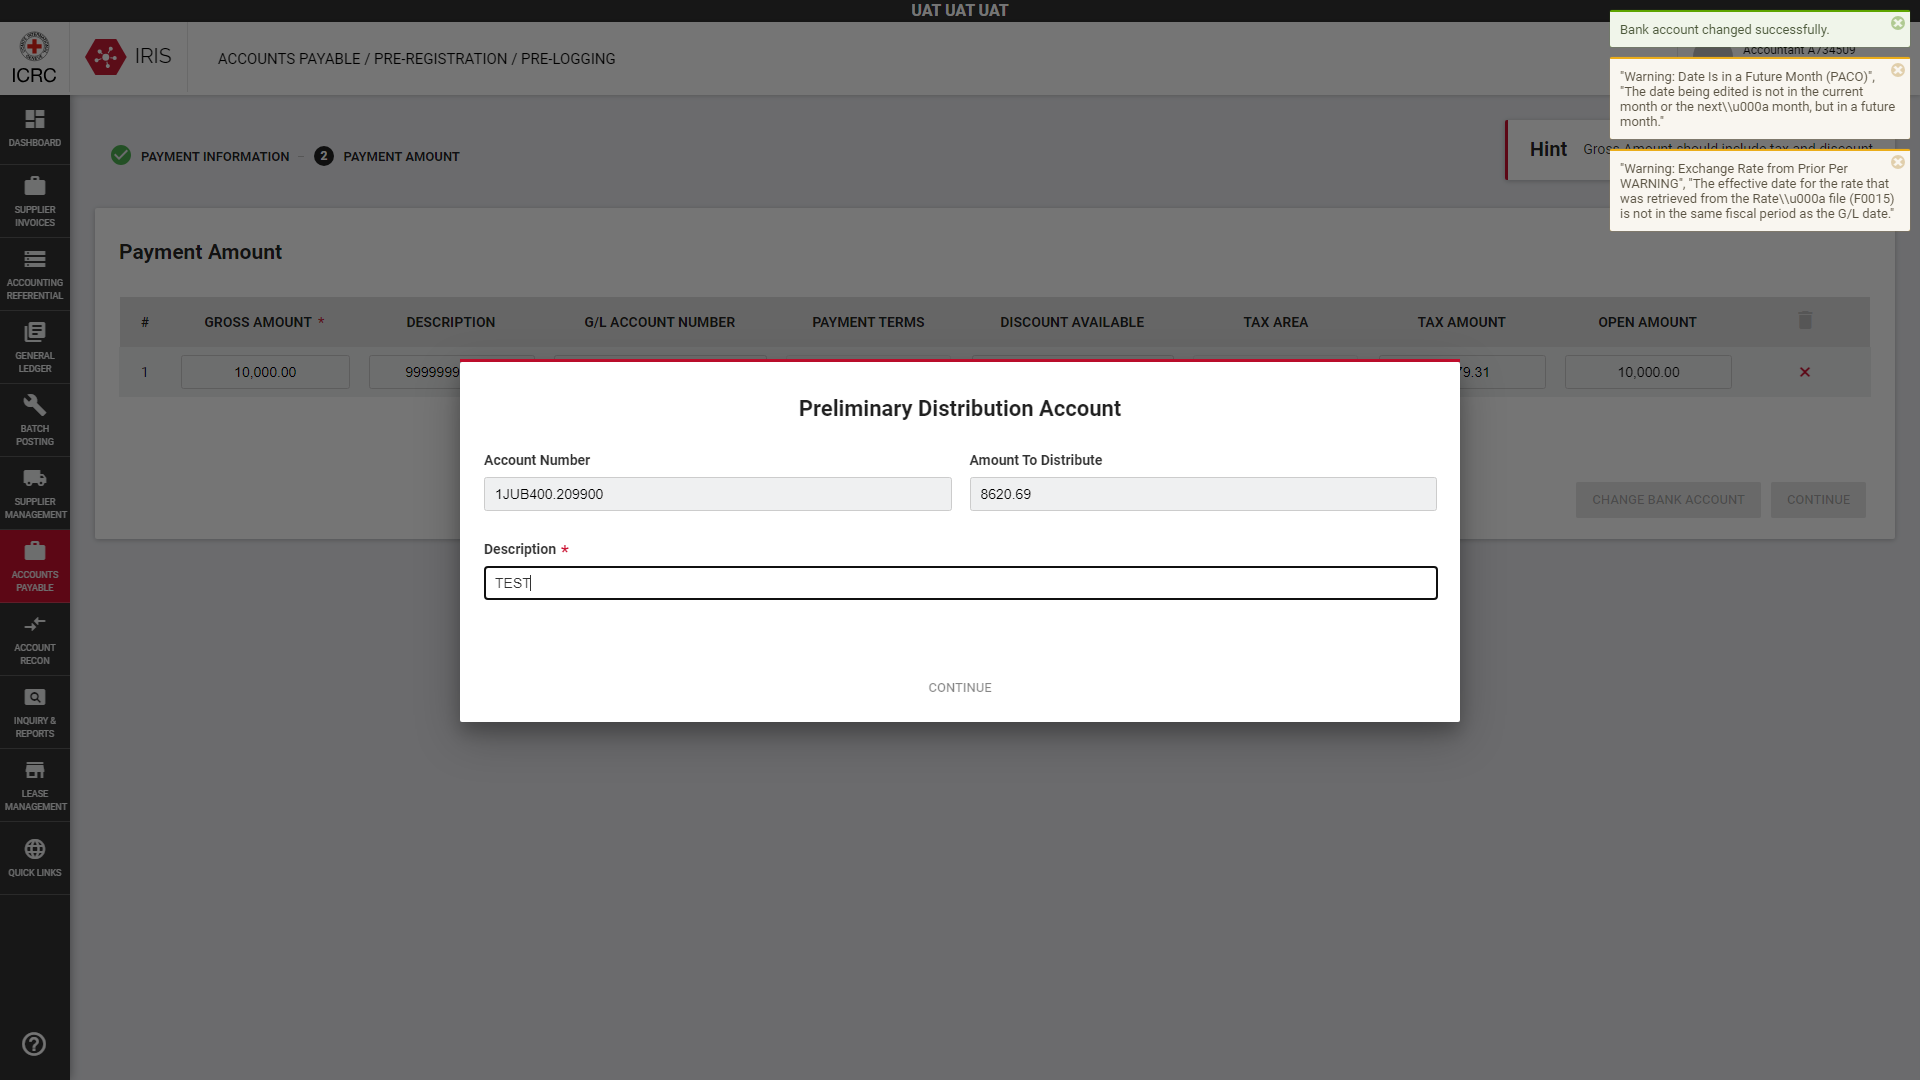 UAT UAT UAT
ICRC
IRIS
ACCOUNTS PAYABLE / PRE-REGISTRATION / PRE-LOGGING
Accountant A734509
Bank account changed successfully.
"Warning: Date Is in a Future Month (PACO)",
"The date being edited is not in the current
month or the next\\u000a month, but in a future
month."
"Warning: Exchange Rate from Prior Per
WARNING", "The effective date for the rate that
was retrieved from the Rate\\u000a file (F0015)
is not in the same fiscal period as the G/L date."
DASHBOARD
SUPPLIER
INVOICES
ACCOUNTING
REFERENTIAL
GENERAL
LEDGER
BATCH
POSTING
SUPPLIER
MANAGEMENT
ACCOUNTS
PAYABLE
ACCOUNT
RECON
INQUIRY &
REPORTS
LEASE
MANAGEMENT
QUICK LINKS
PAYMENT INFORMATION
2 PAYMENT AMOUNT
Hint Gross Amount should include tax and discount
Payment Amount
# GROSS AMOUNT * DESCRIPTION G/L ACCOUNT NUMBER PAYMENT TERMS DISCOUNT AVAILABLE TAX AREA TAX AMOUNT OPEN AMOUNT
1 10,000.00 9999999 79.31 10,000.00
CHANGE BANK ACCOUNT CONTINUE
Preliminary Distribution Account
Account Number Amount To Distribute
1JUB400.209900 8620.69
Description *
TEST
CONTINUE